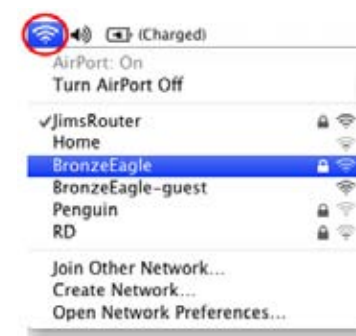 (Charged)
AirPort: On
Turn AirPort Off
✓JimsRouter
Home
BronzeEagle
BronzeEagle-guest
Penguin
RD
Join Other Network...
Create Network...
Open Network Preferences...